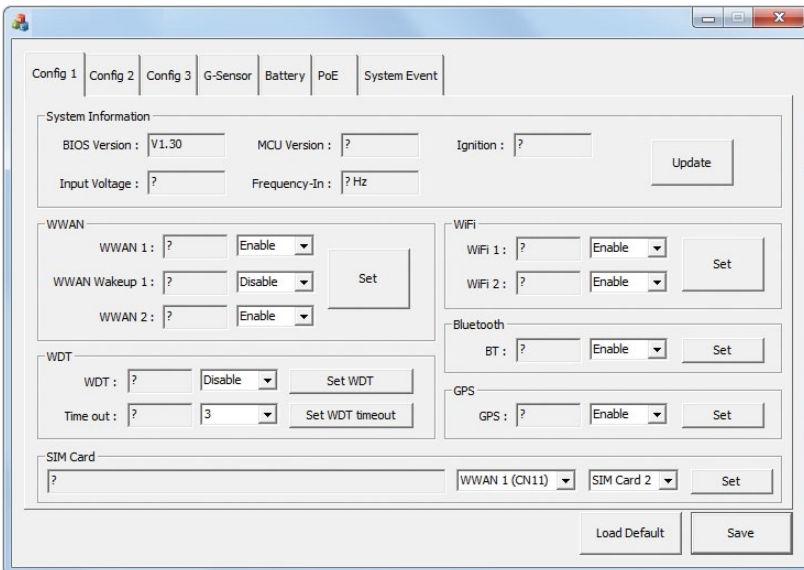 Config 1 Config 2 Config 3 G-Sensor Battery PoE System Event
System Information
BIOS Version : V1.30 MCU Version : ? Ignition : ? Update
Input Voltage : ? Frequency-In : ? Hz
WWAN
WWAN 1 : ? Enable
WWAN Wakeup 1 : ? Disable Set
WWAN 2 : ? Enable
WiFi
WiFi 1 : ? Enable Set
WiFi 2 : ? Enable
Bluetooth
BT : ? Enable Set
WDT
WDT : ? Disable Set WDT
Time out : ? 3 Set WDT timeout
GPS
GPS : ? Enable Set
SIM Card
? WWAN 1 (CN11) SIM Card 2 Set
Load Default Save